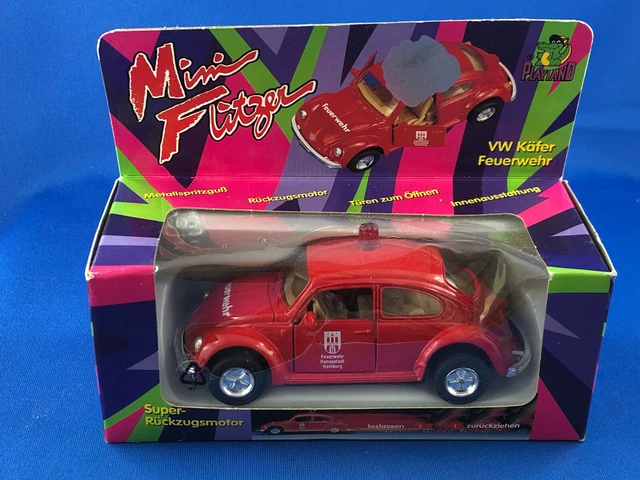 Mini
Flitzer
Feuerwehr
PLAYLAND
VW Käfer
Feuerwehr
Metallspritzguß
Rückzugsmotor
Türen zum Öffnen
Innenausstattung
Feuerwehr
Feuerwehr
Hansestadt
Hamburg
Super-
Rückzugsmotor
loslassen
zurückziehen